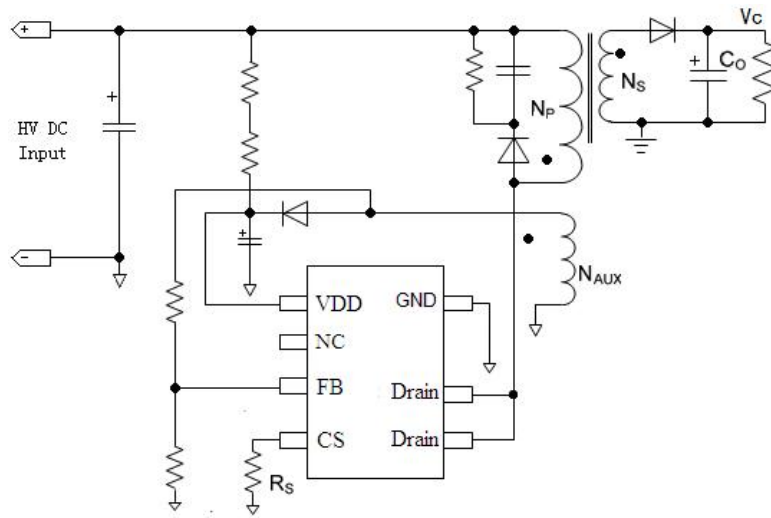 +
HV DC
Input
-
+
NP
NS
+
CO
Vc
+
NAUX
VDD
NC
FB
CS
GND
Drain
Drain
RS